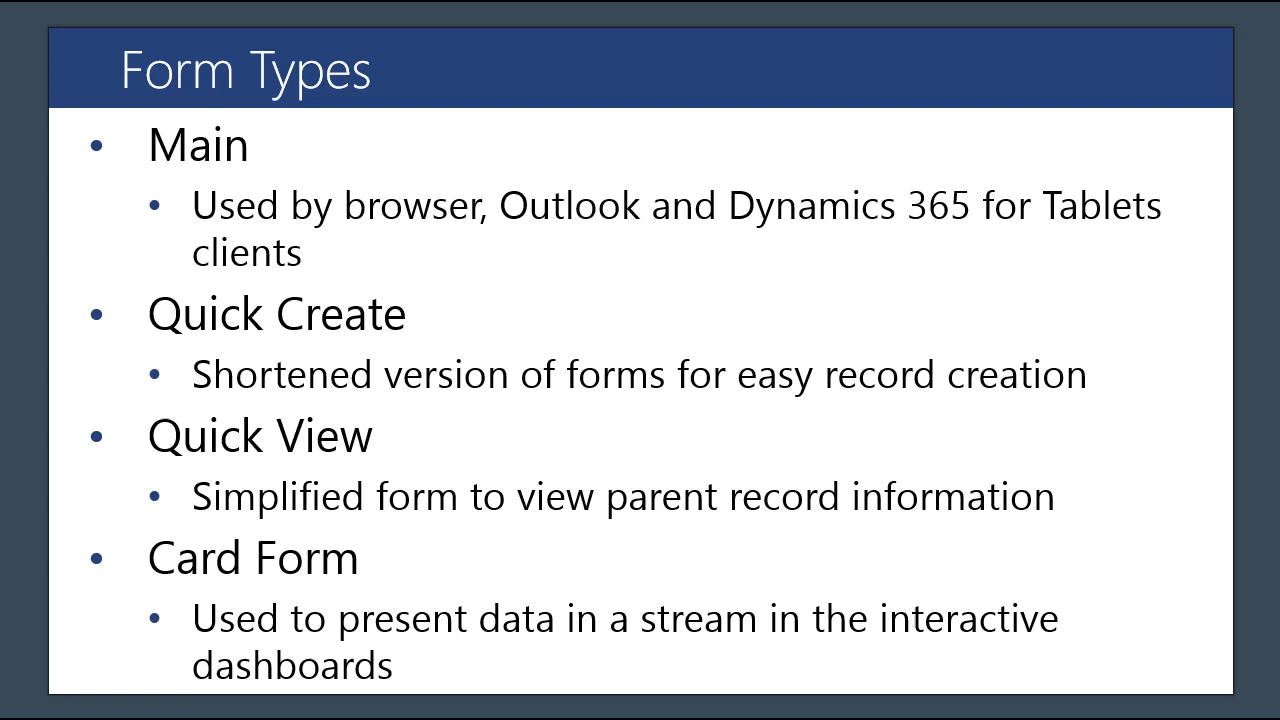 Form Types
• Main
• Used by browser, Outlook and Dynamics 365 for Tablets
clients
• Quick Create
• Shortened version of forms for easy record creation
• Quick View
• Simplified form to view parent record information
• Card Form
• Used to present data in a stream in the interactive
dashboards